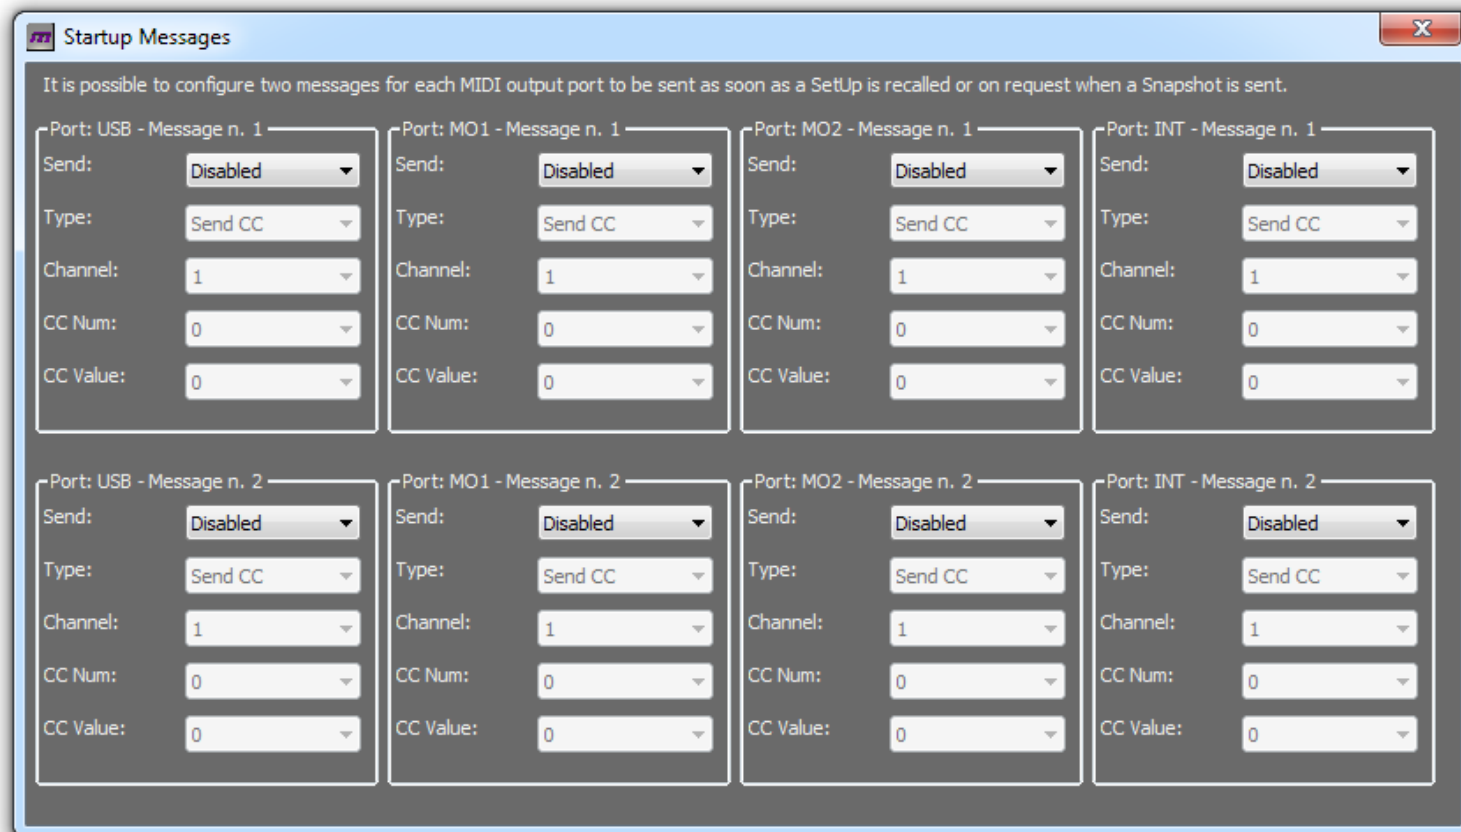 Startup Messages
It is possible to configure two messages for each MIDI output port to be sent as soon as a SetUp is recalled or on request when a Snapshot is sent.
Port: USB - Message n. 1
Send: Disabled
Type: Send CC
Channel: 1
CC Num: 0
CC Value: 0
Port: MO1 - Message n. 1
Send: Disabled
Type: Send CC
Channel: 1
CC Num: 0
CC Value: 0
Port: MO2 - Message n. 1
Send: Disabled
Type: Send CC
Channel: 1
CC Num: 0
CC Value: 0
Port: INT - Message n. 1
Send: Disabled
Type: Send CC
Channel: 1
CC Num: 0
CC Value: 0
Port: USB - Message n. 2
Send: Disabled
Type: Send CC
Channel: 1
CC Num: 0
CC Value: 0
Port: MO1 - Message n. 2
Send: Disabled
Type: Send CC
Channel: 1
CC Num: 0
CC Value: 0
Port: MO2 - Message n. 2
Send: Disabled
Type: Send CC
Channel: 1
CC Num: 0
CC Value: 0
Port: INT - Message n. 2
Send: Disabled
Type: Send CC
Channel: 1
CC Num: 0
CC Value: 0